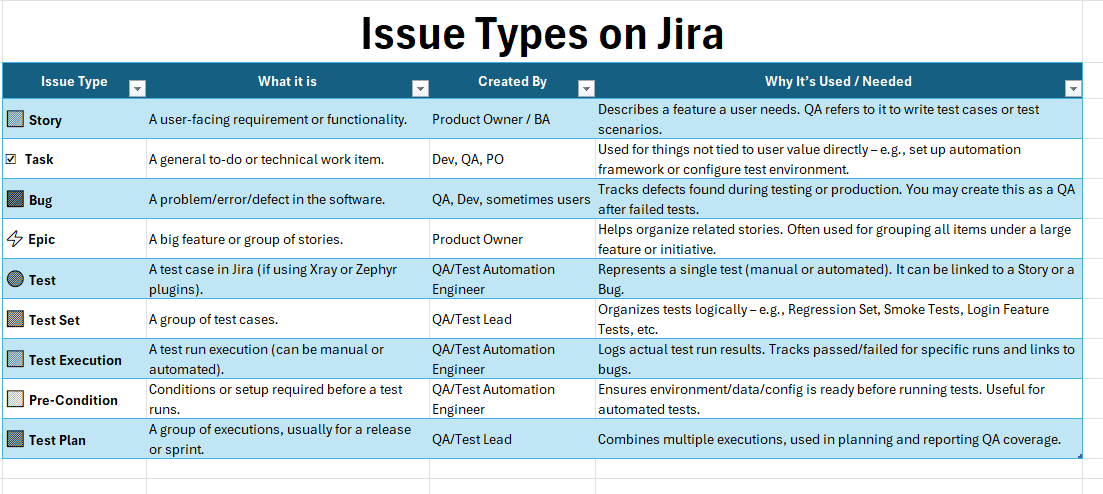 Issue Types on Jira
Issue Type
What it is
Created By
Why It's Used / Needed
Story
A user-facing requirement or functionality.
Product Owner / BA
Describes a feature a user needs. QA refers to it to write test cases or test
scenarios.
Task
A general to-do or technical work item.
Dev, QA, PO
Used for things not tied to user value directly – e.g., set up automation
framework or configure test environment.
Bug
A problem/error/defect in the software.
QA, Dev, sometimes users
Tracks defects found during testing or production. You may create this as a QA
after failed tests.
Epic
A big feature or group of stories.
Product Owner
Helps organize related stories. Often used for grouping all items under a large
feature or initiative.
Test
A test case in Jira (if using Xray or Zephyr
plugins).
QA/Test Automation
Engineer
Represents a single test (manual or automated). It can be linked to a Story or a
Bug.
Test Set
A group of test cases.
QA/Test Lead
Organizes tests logically – e.g., Regression Set, Smoke Tests, Login Feature
Tests, etc.
Test Execution
A test run execution (can be manual or
automated).
QA/Test Automation
Engineer
Logs actual test run results. Tracks passed/failed for specific runs and links to
bugs.
Pre-Condition
Conditions or setup required before a test
runs.
QA/Test Automation
Engineer
Ensures environment/data/config is ready before running tests. Useful for
automated tests.
Test Plan
A group of executions, usually for a release
or sprint.
QA/Test Lead
Combines multiple executions, used in planning and reporting QA coverage.